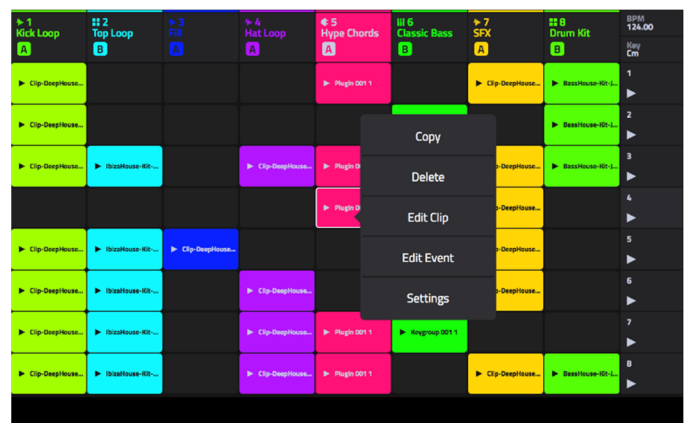 1 2 3 4 5 6 7 8 BPM
Kick Loop Top Loop Fill Hat Loop Hype Chords Classic Bass SFX Drum Kit 124.00
A B A A A B A B Key
Cm
Clip-DeepHouse... Plugin 001 1 Clip-DeepHouse... BassHouse-Kit-J... 1
Clip-DeepHouse... BassHouse-Kit-J... 2
Copy
Clip-DeepHouse... IbizaHouse-Kit-... Clip-DeepHouse... Plugin BassHouse-Kit-J... 3
Delete
Plugin 4
Edit Clip
Clip-DeepHouse... IbizaHouse-Kit-... Clip-DeepHouse... 5
Edit Event
Clip-DeepHouse... IbizaHouse-Kit-... Clip-DeepHouse... 6
Settings
Clip-DeepHouse... IbizaHouse-Kit-... Clip-DeepHouse... Plugin 001 1 Keygroup 001 1 7
Clip-DeepHouse... IbizaHouse-Kit-... Clip-DeepHouse... Plugin 001 1 Clip-DeepHouse... BassHouse-Kit-J... 8